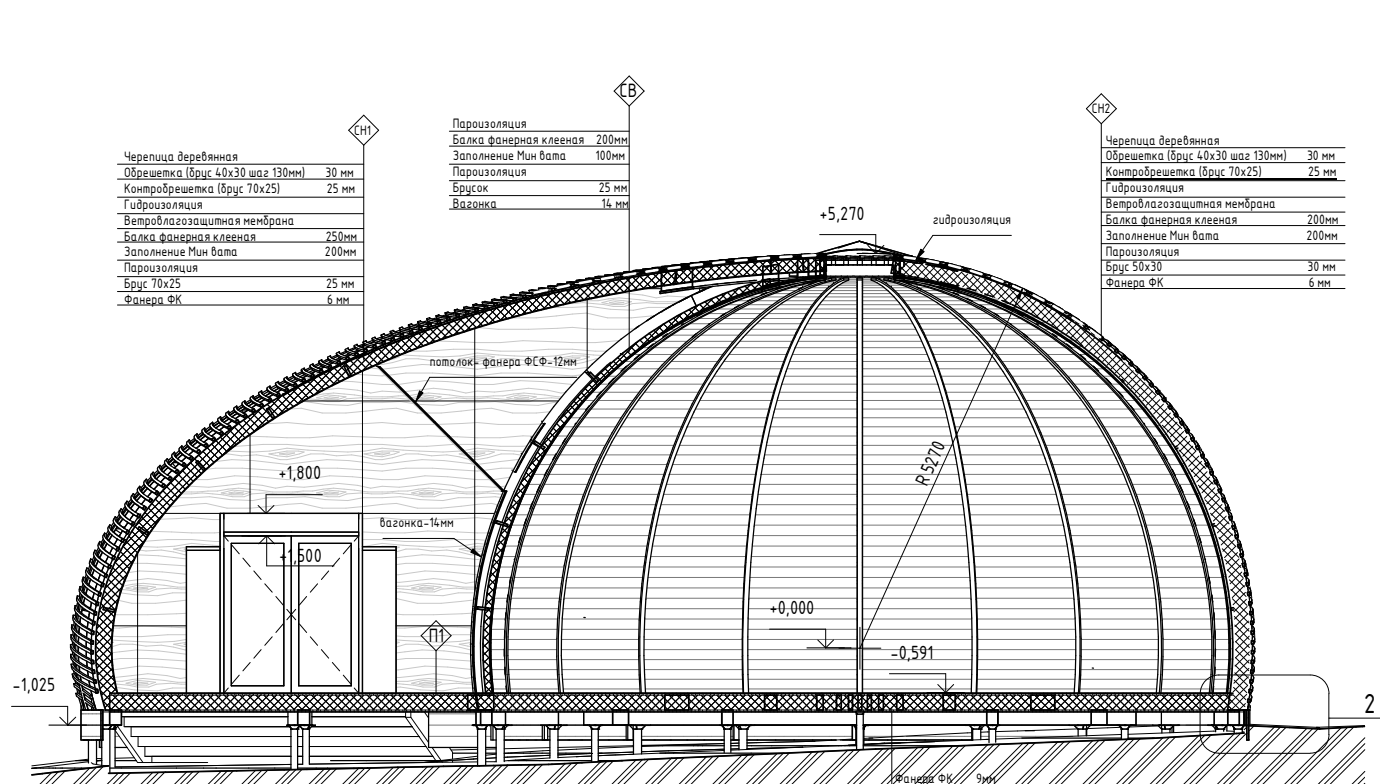 СВ
СН2
СН1
Пароизоляция
Балка фанерная клееная 200мм
Заполнение Мин вата 100мм
Пароизоляция
Брусок 25 мм
Вагонка 14 мм
Черепица деревянная
Обрешетка (брус 40х30 шаг 130мм) 30 мм
Контробрешетка (брус 70х25) 25 мм
Гидроизоляция
Ветровлагозащитная мембрана
Балка фанерная клееная 200мм
Заполнение Мин вата 200мм
Пароизоляция
Брус 50х30 30 мм
Фанера ФК 6 мм
Черепица деревянная
Обрешетка (брус 40х30 шаг 130мм) 30 мм
Контробрешетка (брус 70х25) 25 мм
Гидроизоляция
Ветровлагозащитная мембрана
Балка фанерная клееная 250мм
Заполнение Мин вата 200мм
Пароизоляция
Брус 70х25 25 мм
Фанера ФК 6 мм
+5,270
гидроизоляция
потолок- фанера ФСФ-12мм
R 5270
+1,800
вагонка-14мм
+1,500
+0,000
П1
-0,591
-1,025
2
Фанера ФК 9мм